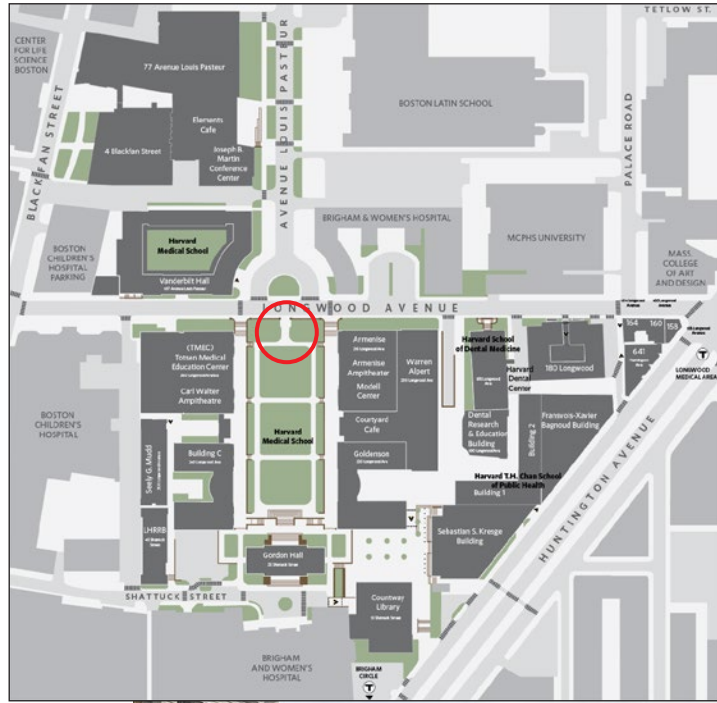 TETLOW ST.
CENTER
FOR LIFE
SCIENCE
BOSTON
77 Avenue Louis Pasteur
AVENUE LOUIS PASTEUR
BOSTON LATIN SCHOOL
Elements
Cafe
4 Blackfan Street
Joseph B.
Martin
Conference
Center
BLACKFAN STREET
PALACE ROAD
BRIGHAM & WOMEN'S HOSPITAL
MCPHS UNIVERSITY
BOSTON
CHILDREN'S
HOSPITAL
PARKING
Harvard
Medical School
Vanderbilt Hall
MASS.
COLLEGE
OF ART
AND DESIGN
LONGWOOD AVENUE
164
160
158
641
(TMEC)
Tosteen Medical
Education Center
Carl Walter
Ampitheatre
Armenise
Armenise
Ampitheater
Modell
Center
Warren
Alpert
Harvard School
of Dental Medicine
180 Longwood
Harvard
Dental
Center
LONGWOOD
MEDICAL AREA
BOSTON
CHILDREN'S
HOSPITAL
Harvard
Medical School
Courtyard
Cafe
Dental
Research
& Education
Building
Building 2
Fransvois-Xavier
Bagnoud Building
Seely G. Mudd
Building C
Goldenson
Harvard T.H. Chan School
of Public Health
Building 1
HUNTINGTON AVENUE
LHRRB
Gordon Hall
Sebastian S. Kresge
Building
SHATTUCK STREET
Countway
Library
BRIGHAM
AND WOMEN'S
HOSPITAL
BRIGHAM
CIRCLE
T